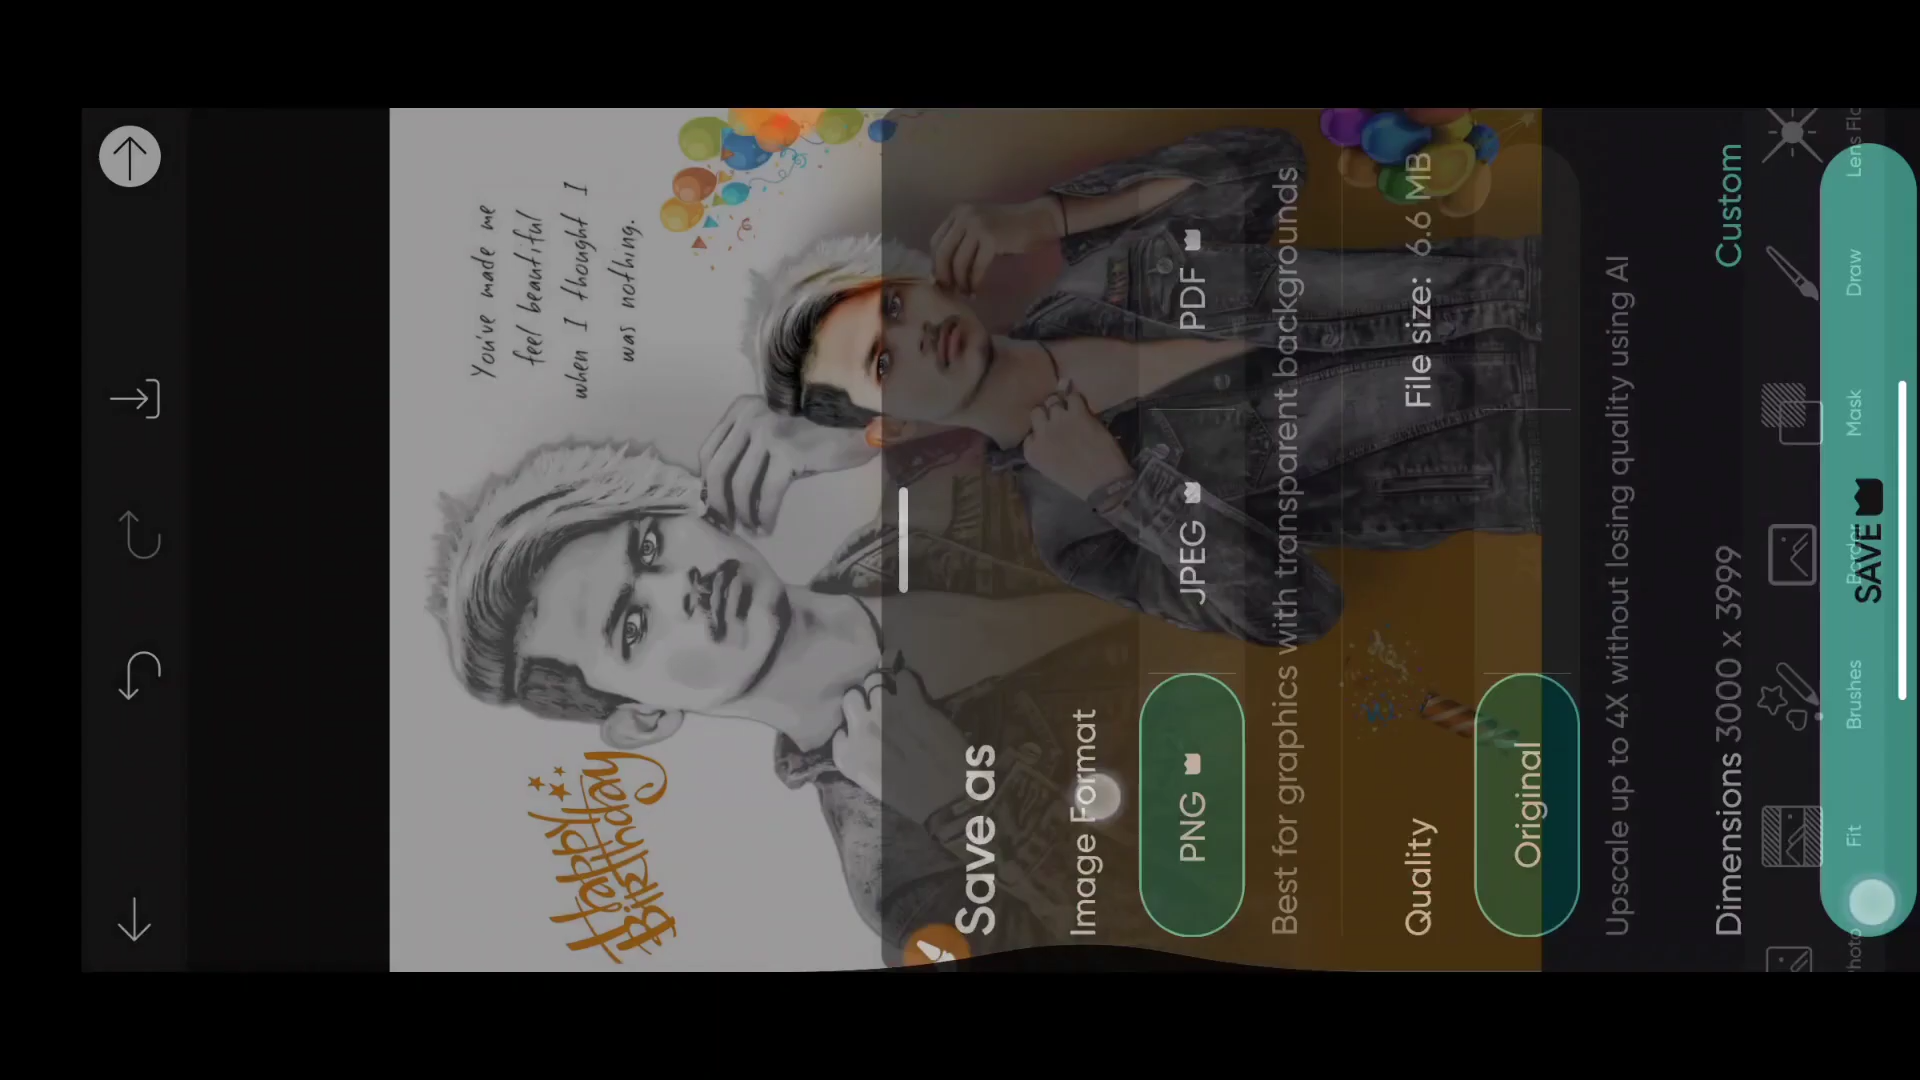 You've made me
feel beautiful
when I thought I
was nothing.
Happy
Birthday
Save as
Image Format
PNG
JPEG
PDF
Best for graphics with transparent backgrounds
Quality
File size: 6.6 MB
Original
Upscale up to 4X without losing quality using AI
Dimensions 3000 x 3999
Custom
SAVE
Photo
Fit
Brushes
Border
Mask
Draw